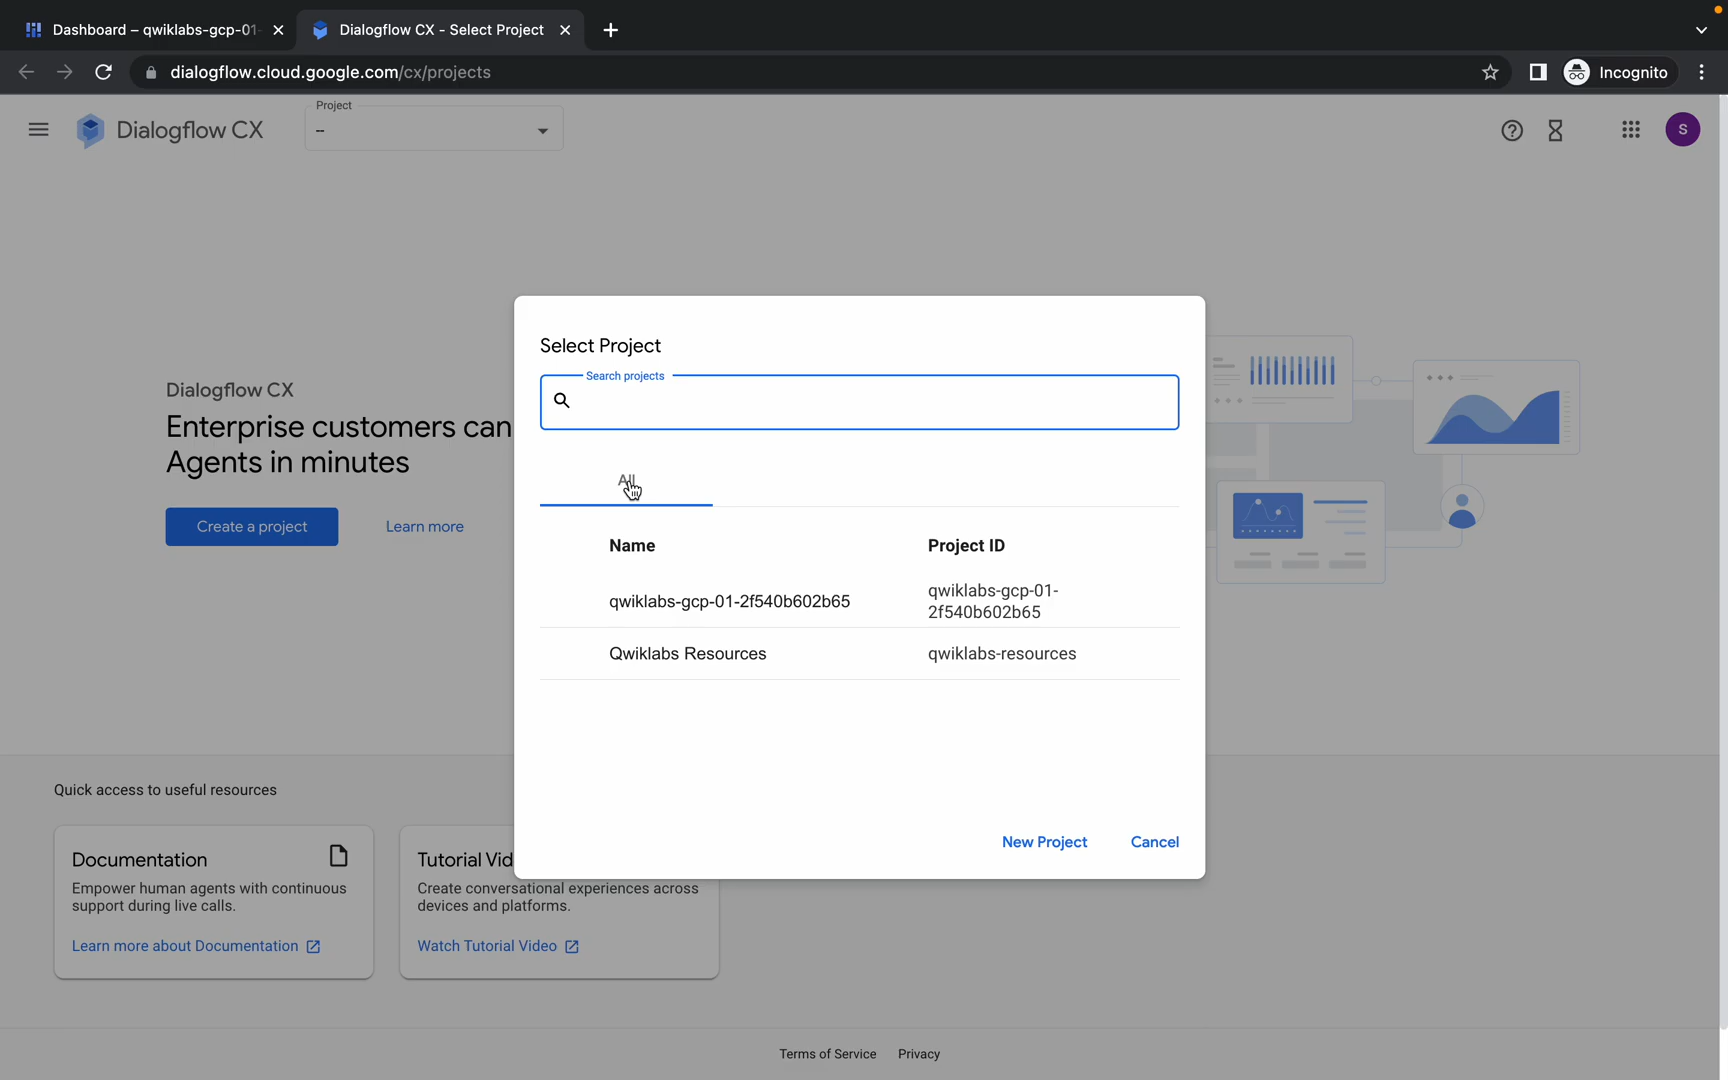 Dashboard – qwiklabs-gcp-01-
Dialogflow CX - Select Project
dialogflow.cloud.google.com/cx/projects
Incognito
Dialogflow CX
Project
--
S
Select Project
Search projects
All
Name
Project ID
qwiklabs-gcp-01-2f540b602b65
qwiklabs-gcp-01-
2f540b602b65
Qwiklabs Resources
qwiklabs-resources
New Project
Cancel
Dialogflow CX
Enterprise customers can
Agents in minutes
Create a project
Learn more
Quick access to useful resources
Documentation
Empower human agents with continuous
support during live calls.
Learn more about Documentation
Tutorial Vid
Create conversational experiences across
devices and platforms.
Watch Tutorial Video
Terms of Service
Privacy